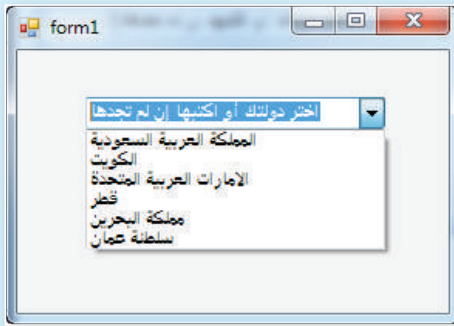 form1
اختر دولتك أو اكتبها إن لم تجدها
المملكة العربية السعودية
الكويت
الامارات العربية المتحدة
قطر
مملكة البحرين
سلطنة عمان